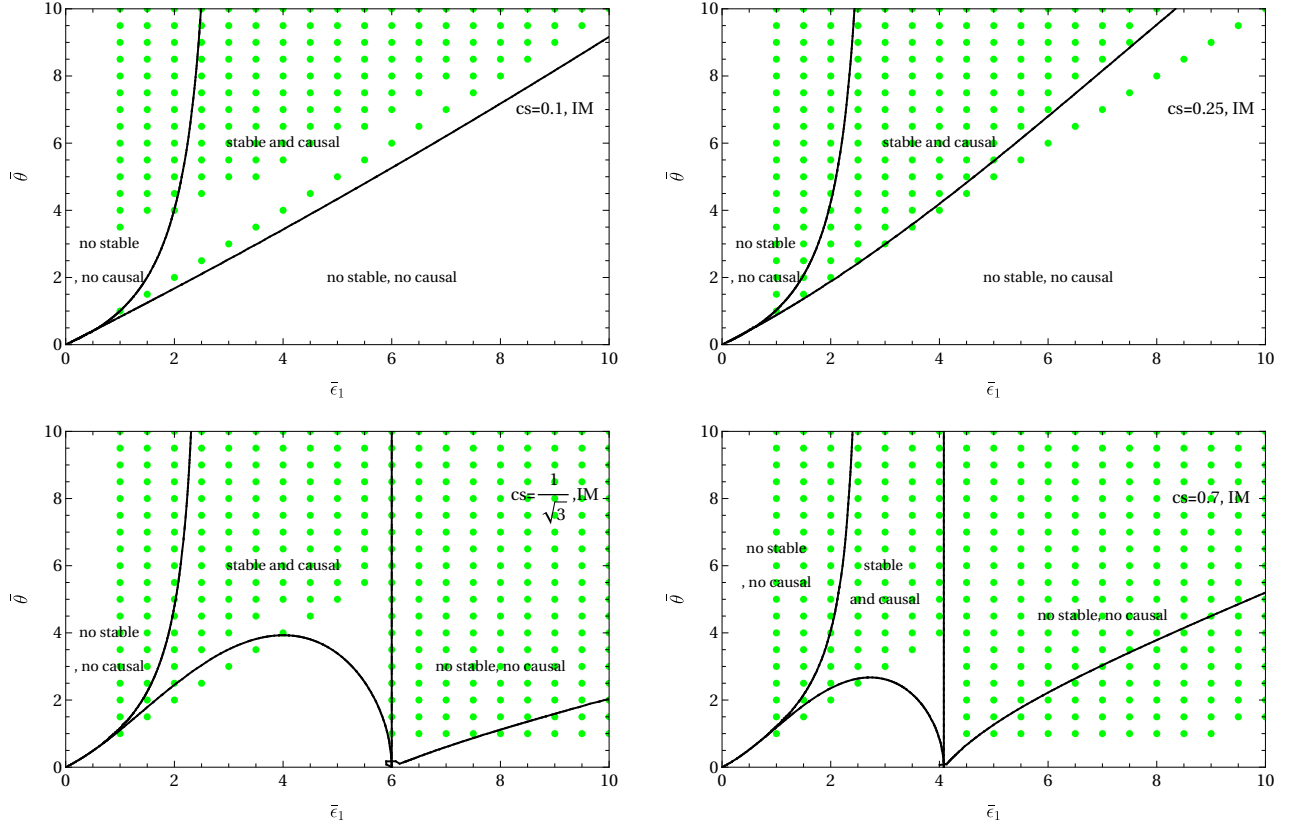 10
8
6
4
2
0
θ̄
cs=0.1, IM
stable and causal
no stable
, no causal
no stable, no causal
0 2 4 6 8 10
ϵ̄₁
10
8
6
4
2
0
θ̄
cs=0.25, IM
stable and causal
no stable
, no causal
no stable, no causal
0 2 4 6 8 10
ϵ̄₁
10
8
6
4
2
0
θ̄
cs=1/√3 ,IM
stable and causal
no stable
, no causal
no stable, no causal
0 2 4 6 8 10
ϵ̄₁
10
8
6
4
2
0
θ̄
cs=0.7, IM
no stable
, no causal
stable
and causal
no stable, no causal
0 2 4 6 8 10
ϵ̄₁